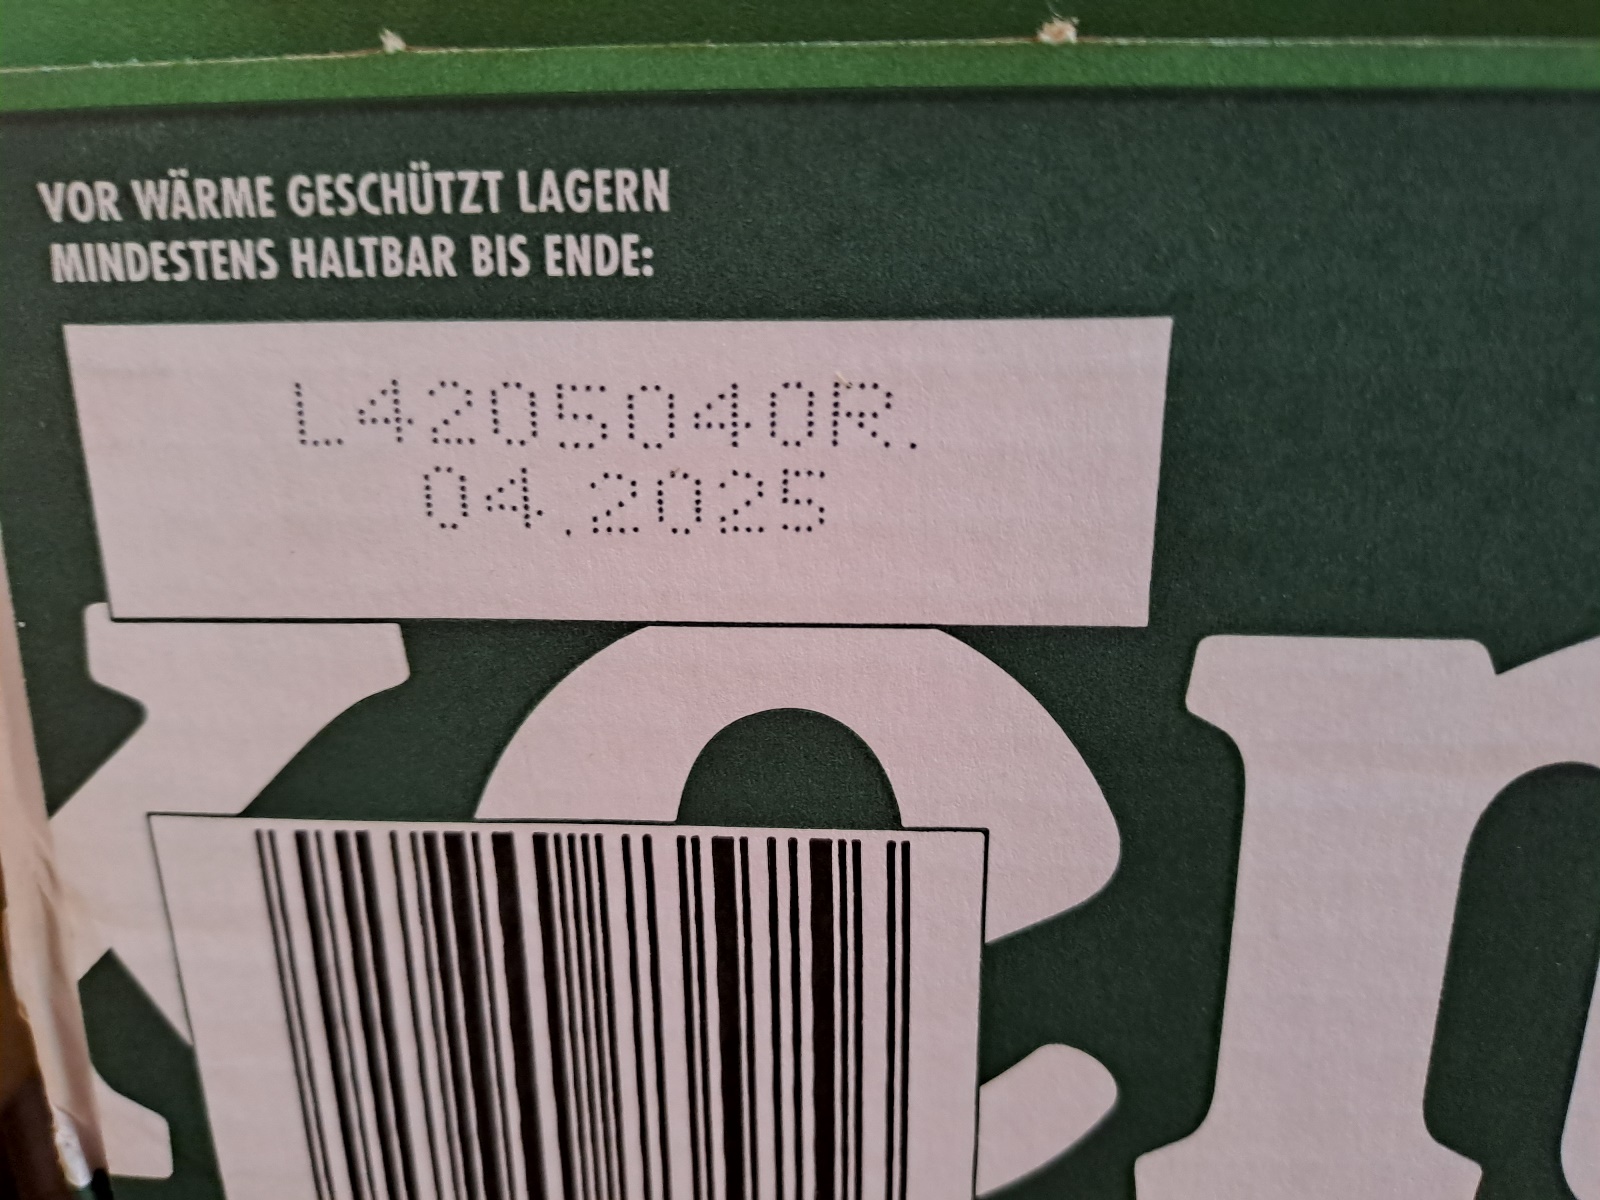 VOR WÄRME GESCHÜTZT LAGERN
MINDESTENS HALTBAR BIS ENDE:
L4205040R.
04.2025